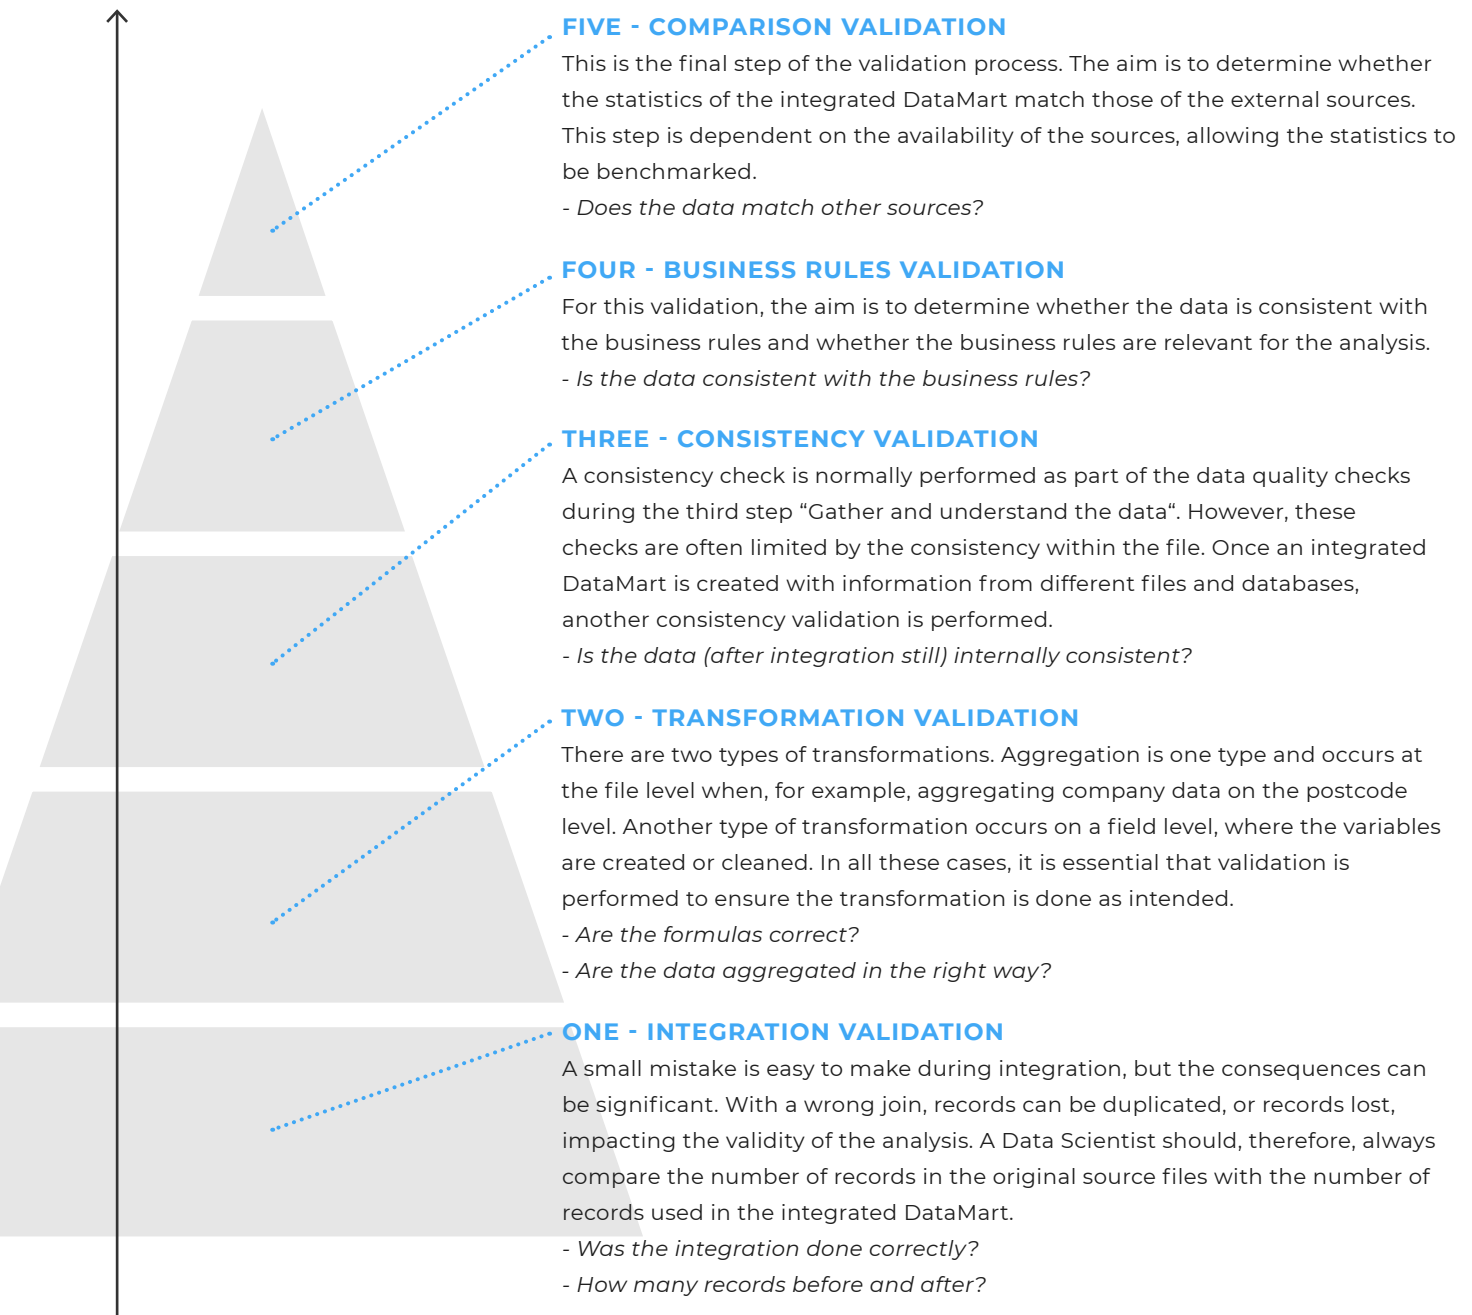 FIVE - COMPARISON VALIDATION
This is the final step of the validation process. The aim is to determine whether
the statistics of the integrated DataMart match those of the external sources.
This step is dependent on the availability of the sources, allowing the statistics to
be benchmarked.
- Does the data match other sources?
FOUR - BUSINESS RULES VALIDATION
For this validation, the aim is to determine whether the data is consistent with
the business rules and whether the business rules are relevant for the analysis.
- Is the data consistent with the business rules?
THREE - CONSISTENCY VALIDATION
A consistency check is normally performed as part of the data quality checks
during the third step “Gather and understand the data“. However, these
checks are often limited by the consistency within the file. Once an integrated
DataMart is created with information from different files and databases,
another consistency validation is performed.
- Is the data (after integration still) internally consistent?
TWO - TRANSFORMATION VALIDATION
There are two types of transformations. Aggregation is one type and occurs at
the file level when, for example, aggregating company data on the postcode
level. Another type of transformation occurs on a field level, where the variables
are created or cleaned. In all these cases, it is essential that validation is
performed to ensure the transformation is done as intended.
- Are the formulas correct?
- Are the data aggregated in the right way?
ONE - INTEGRATION VALIDATION
A small mistake is easy to make during integration, but the consequences can
be significant. With a wrong join, records can be duplicated, or records lost,
impacting the validity of the analysis. A Data Scientist should, therefore, always
compare the number of records in the original source files with the number of
records used in the integrated DataMart.
- Was the integration done correctly?
- How many records before and after?